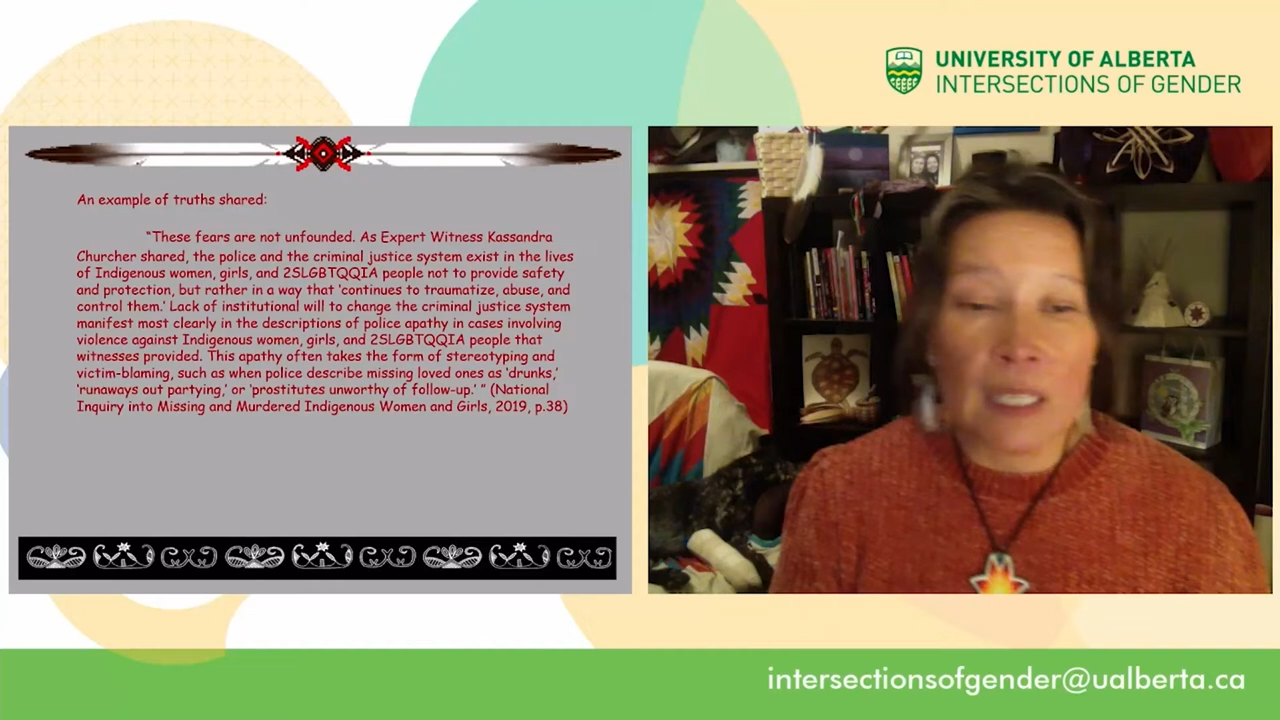 UNIVERSITY OF ALBERTA
INTERSECTIONS OF GENDER
An example of truths shared:
“These fears are not unfounded. As Expert Witness Kassandra
Churcher shared, the police and the criminal justice system exist in the lives
of Indigenous women, girls, and 2SLGBTQQIA people not to provide safety
and protection, but rather in a way that ‘continues to traumatize, abuse, and
control them.’ Lack of institutional will to change the criminal justice system
manifest most clearly in the descriptions of police apathy in cases involving
violence against Indigenous women, girls, and 2SLGBTQQIA people that
witnesses provided. This apathy often takes the form of stereotyping and
victim-blaming, such as when police describe missing loved ones as ‘drunks,’
‘runaways out partying,’ or ‘prostitutes unworthy of follow-up.’ ” (National
Inquiry into Missing and Murdered Indigenous Women and Girls, 2019, p.38)
intersectionsofgender@ualberta.ca